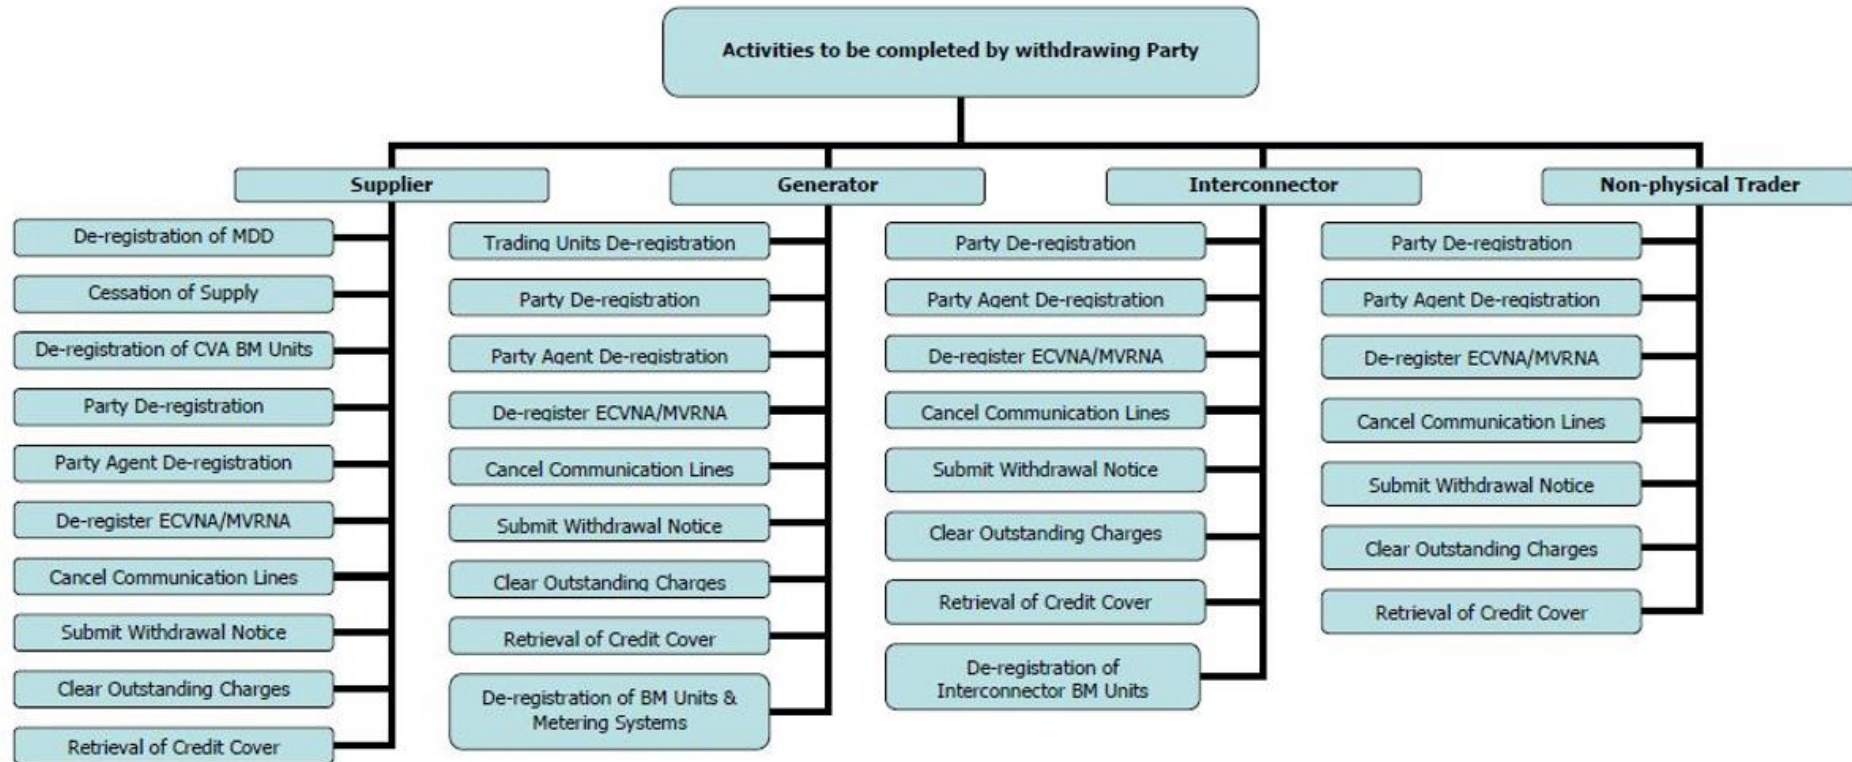 Activities to be completed by withdrawing Party
Supplier
De-registration of MDD
Cessation of Supply
De-registration of CVA BM Units
Party De-registration
Party Agent De-registration
De-register ECVNA/MVRNA
Cancel Communication Lines
Submit Withdrawal Notice
Clear Outstanding Charges
Retrieval of Credit Cover
Generator
Trading Units De-registration
Party De-registration
Party Agent De-registration
De-register ECVNA/MVRNA
Cancel Communication Lines
Submit Withdrawal Notice
Clear Outstanding Charges
Retrieval of Credit Cover
De-registration of BM Units &
Metering Systems
Interconnector
Party De-registration
Party Agent De-registration
De-register ECVNA/MVRNA
Cancel Communication Lines
Submit Withdrawal Notice
Clear Outstanding Charges
Retrieval of Credit Cover
De-registration of
Interconnector BM Units
Non-physical Trader
Party De-registration
Party Agent De-registration
De-register ECVNA/MVRNA
Cancel Communication Lines
Submit Withdrawal Notice
Clear Outstanding Charges
Retrieval of Credit Cover